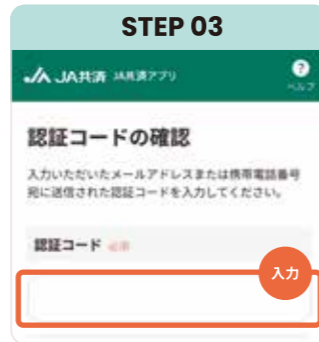 STEP 03
JA共済 JA共済アプリ
?
ヘルプ
認証コードの確認
入力いただいたメールアドレスまたは携帯電話番号
宛に送信された認証コードを入力してください。
認証コード 必須
入力